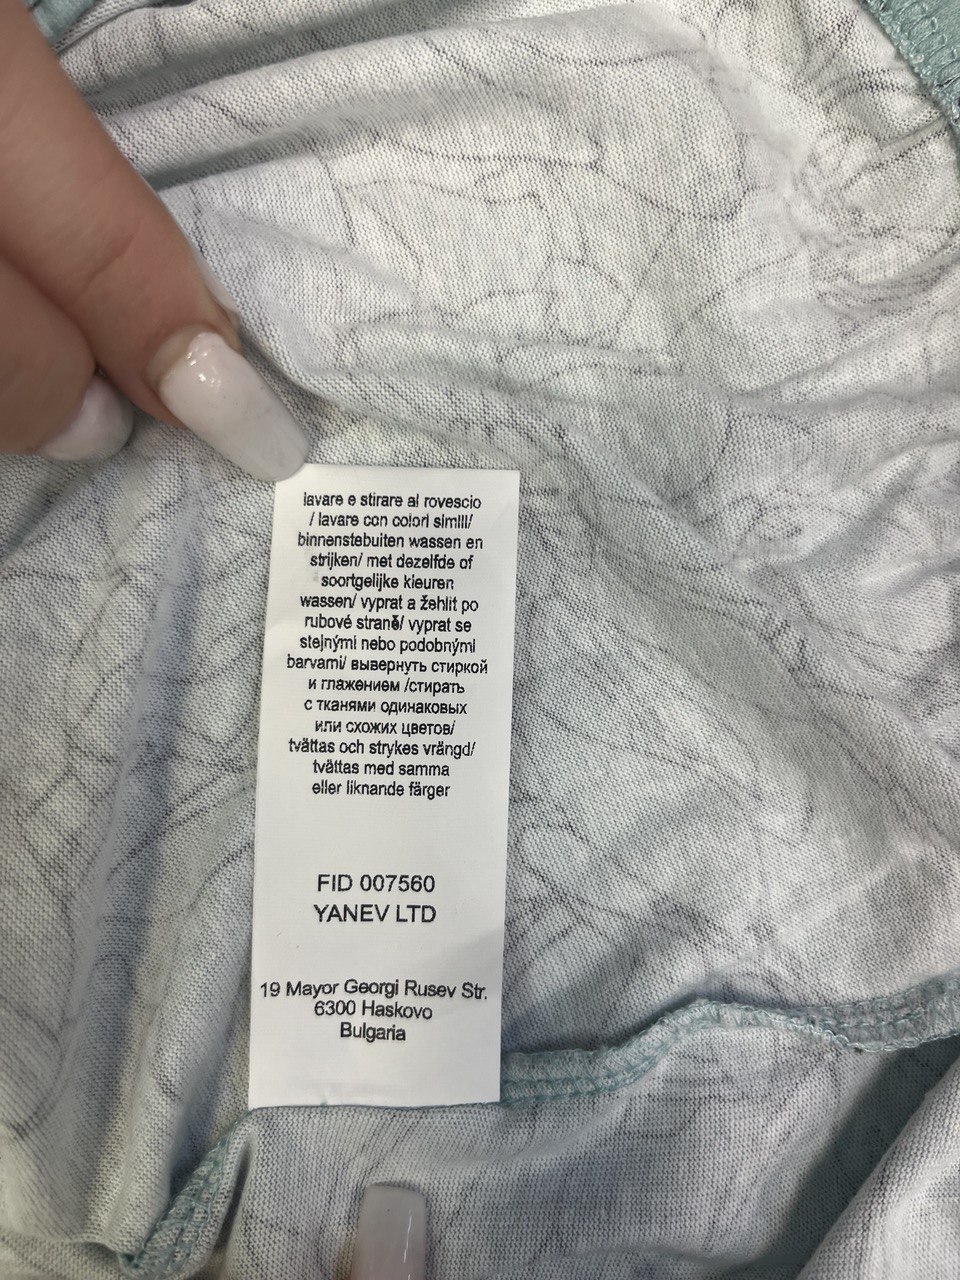 lavare e stirare al rovescio
/ lavare con colori simili/
binnenstebuiten wassen en
strijken/ met dezelfde of
soortgelijke kleuren
wassen/ vyprat a žehlit po
rubové straně/ vyprat se
stejnými nebo podobnými
barvami/ вывернуть стиркой
и глажением /стирать
с тканями одинаковых
или схожих цветов/
tvättas och strykes vrängd/
tvättas med samma
eller liknande färger
FID 007560
YANEV LTD
19 Mayor Georgi Rusev Str.
6300 Haskovo
Bulgaria